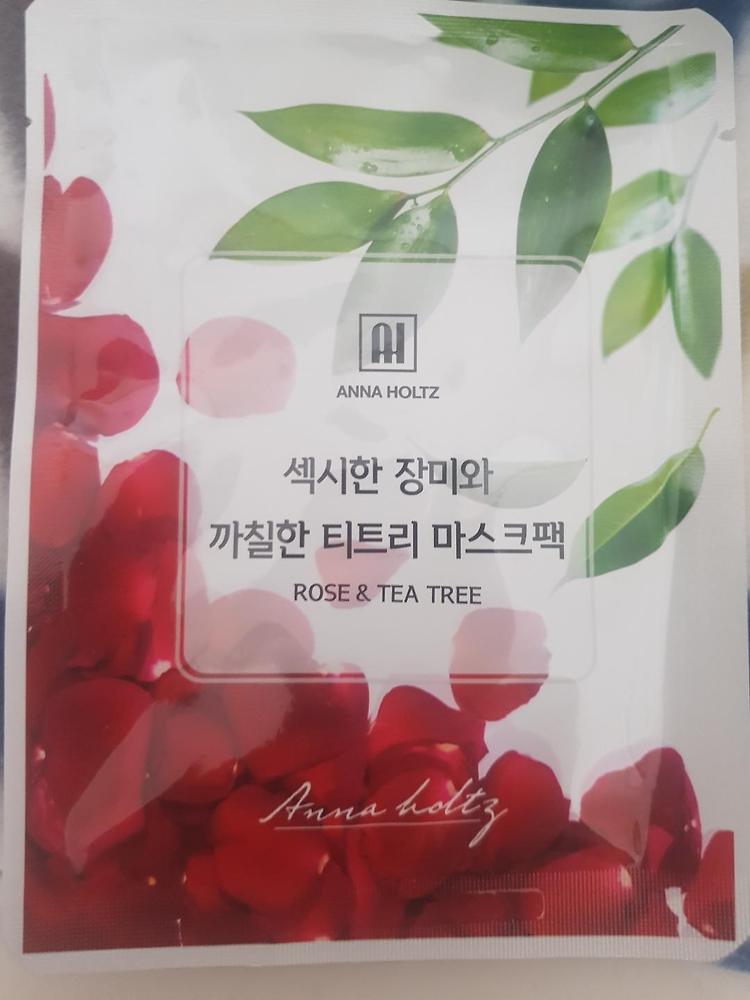 AH
ANNA HOLTZ
섹시한 장미와
까칠한 티트리 마스크팩
ROSE & TEA TREE
Anna holtz